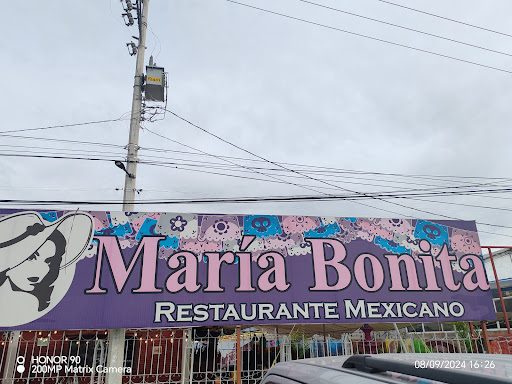 María Bonita
RESTAURANTE MEXICANO
HONOR 90
200MP Matrix Camera
08/09/2024 16:26